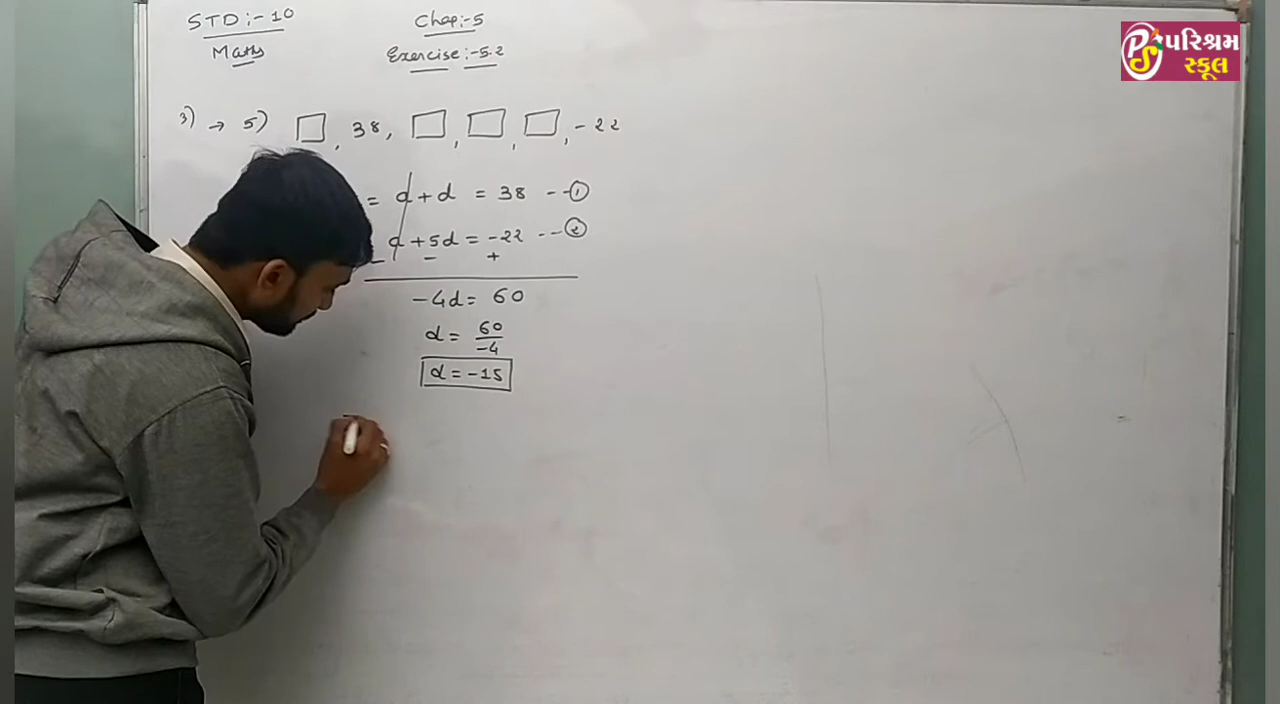 STD :- 10
Maths
Chap:-5
Exercise :- 5.2
પરિશ્રમ
સ્કૂલ
3) → 5) □, 38, □, □, □, -22
= a + d = 38 --①
a + 5d = -22 --②
- - +
-4d = 60
d = 60/-4
d = -15